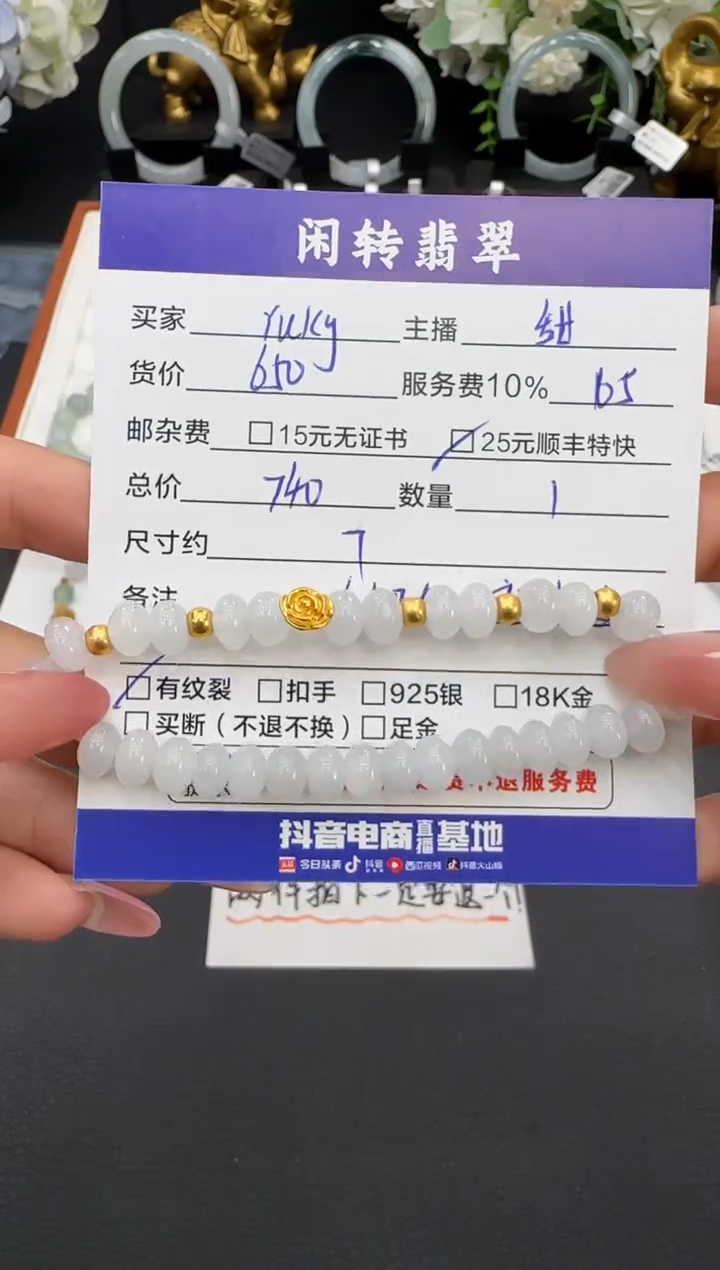 闲转翡翠
买家 Yuky 主播
货价 650 服务费10% 65
邮杂费 □15元无证书 □25元顺丰特快
总价 740 数量 1
尺寸约 7
备注
□有纹裂 □扣手 □925银 □18K金
□买断（不退不换）□足金
退服务费
抖音电商直播基地
今日头条 抖音 西瓜视频 抖音火山版